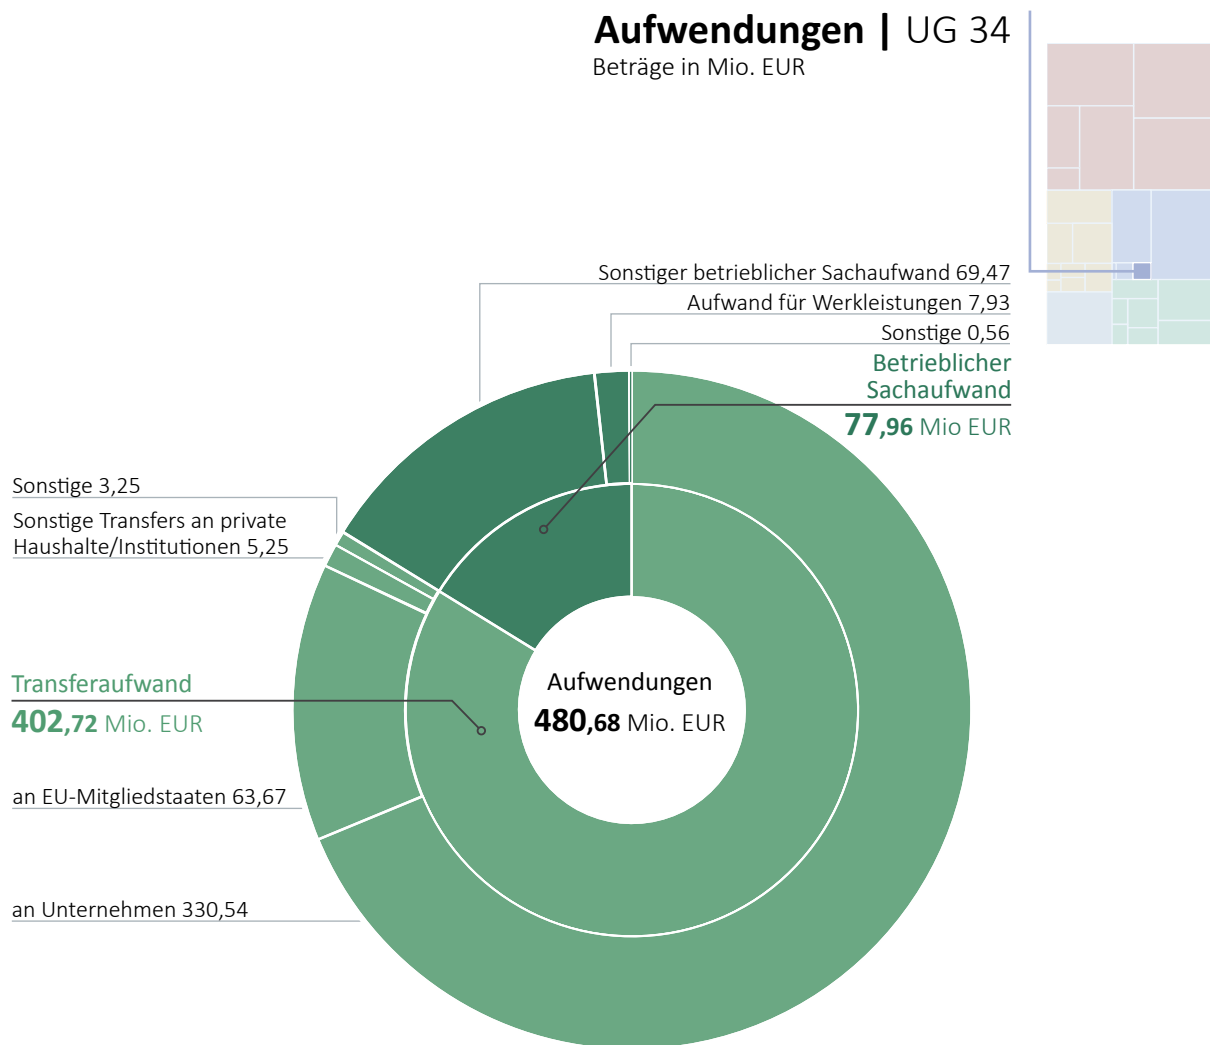 Aufwendungen | UG 34
Beträge in Mio. EUR
Sonstiger betrieblicher Sachaufwand 69,47
Aufwand für Werkleistungen 7,93
Sonstige 0,56
Betrieblicher
Sachaufwand
77,96 Mio EUR
Sonstige 3,25
Sonstige Transfers an private
Haushalte/Institutionen 5,25
Transferaufwand
402,72 Mio. EUR
Aufwendungen
480,68 Mio. EUR
an EU-Mitgliedstaaten 63,67
an Unternehmen 330,54